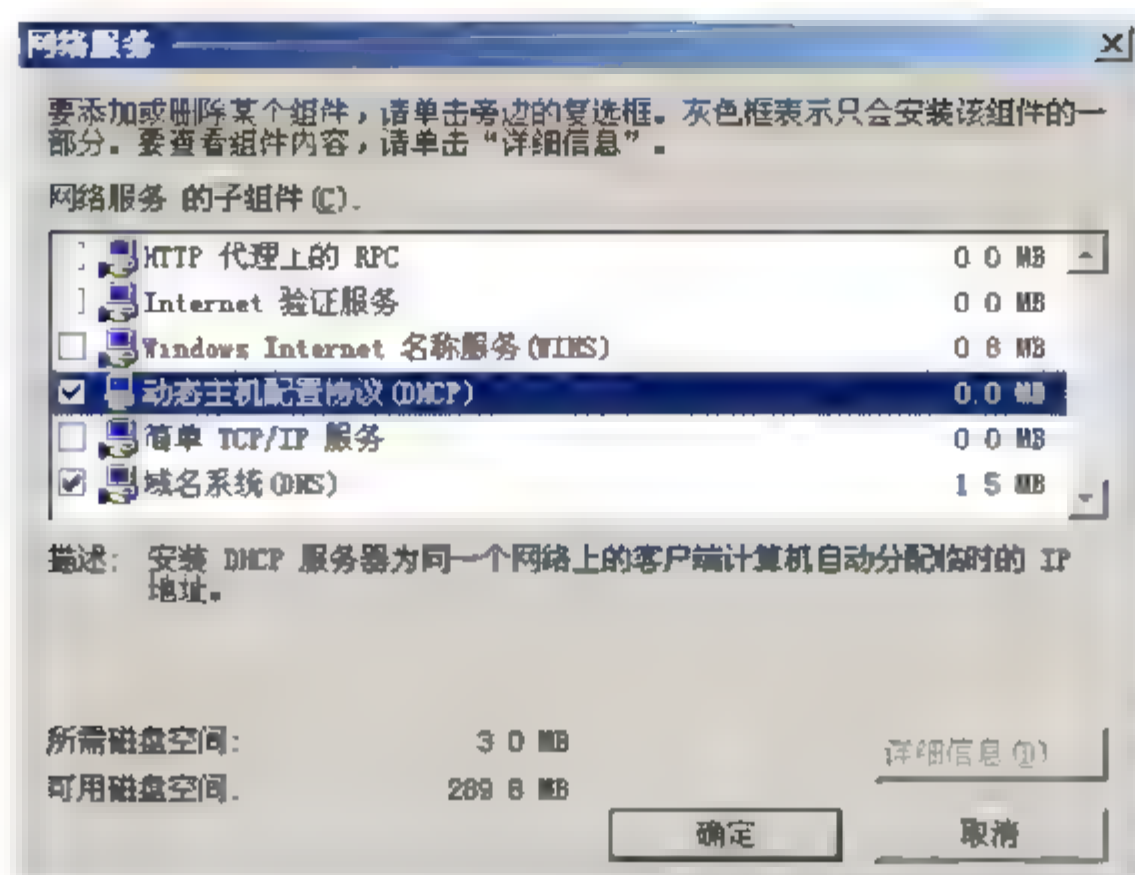 网络服务
要添加或删除某个组件，请单击旁边的复选框。灰色框表示只会安装该组件的一
部分。要查看组件内容，请单击“详细信息”。
网络服务 的子组件(C):
HTTP 代理上的 RPC 0.0 MB
Internet 验证服务 0.0 MB
Windows Internet 名称服务(WINS) 0.8 MB
动态主机配置协议(DHCP) 0.0 MB
简单 TCP/IP 服务 0.0 MB
域名系统(DNS) 1.5 MB
描述: 安装 DHCP 服务器为同一个网络上的客户端计算机自动分配临时的 IP
地址。
所需磁盘空间: 3.0 MB
详细信息(D)
可用磁盘空间: 289.8 MB
确定 取消